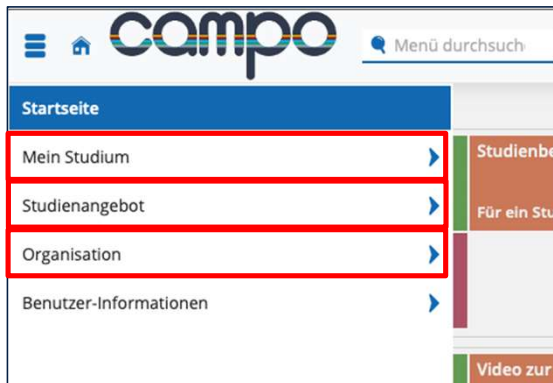 campo
Menü durchsuch
Startseite
Mein Studium
Studienangebot
Organisation
Benutzer-Informationen
Studienbe
Für ein Stu
Video zur